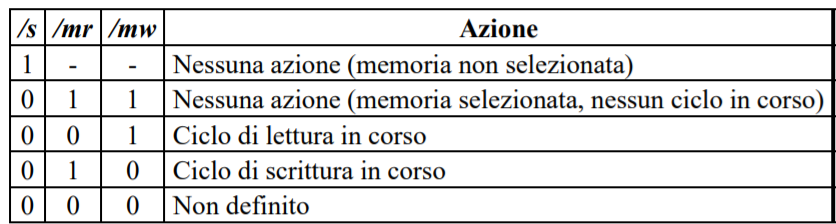 /s /mr /mw Azione
1 - - Nessuna azione (memoria non selezionata)
0 1 1 Nessuna azione (memoria selezionata, nessun ciclo in corso)
0 0 1 Ciclo di lettura in corso
0 1 0 Ciclo di scrittura in corso
0 0 0 Non definito